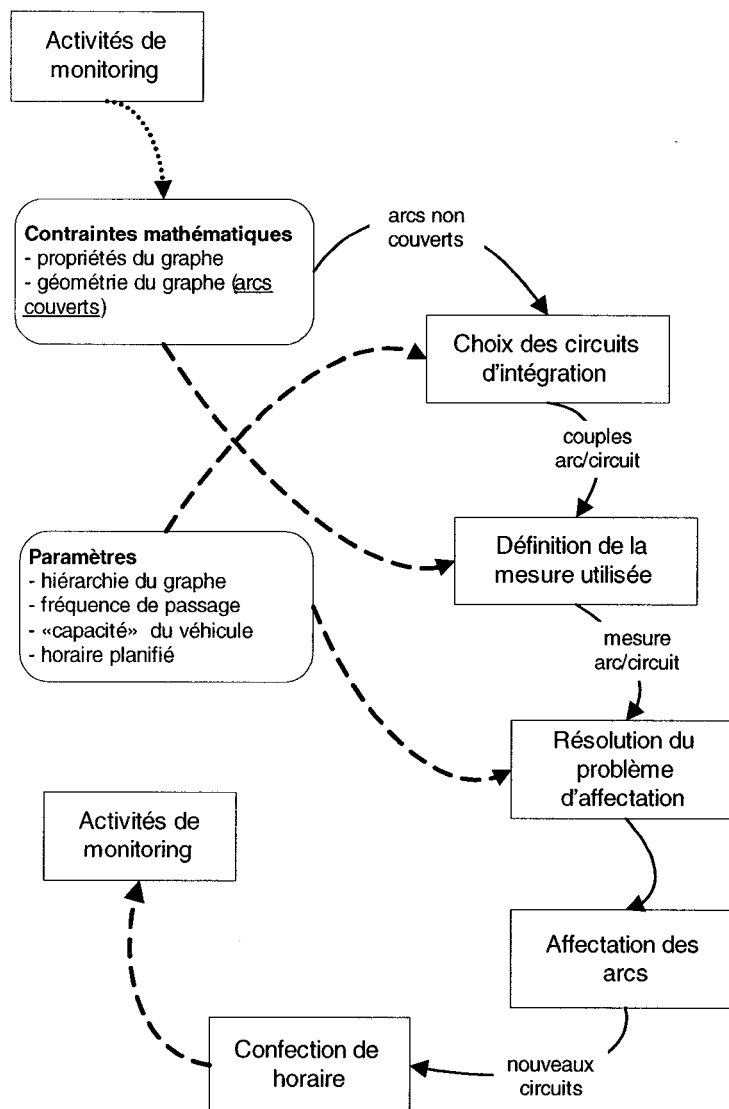 Activités de
monitoring
Contraintes mathématiques
- propriétés du graphe
- géométrie du graphe (arcs
couverts)
arcs non
couverts
Choix des circuits
d'intégration
couples
arc/circuit
Définition de la
mesure utilisée
Paramètres
- hiérarchie du graphe
- fréquence de passage
- «capacité» du véhicule
- horaire planifié
mesure
arc/circuit
Résolution du
problème
d'affectation
Activités de
monitoring
Affectation des
arcs
Confection de
horaire
nouveaux
circuits